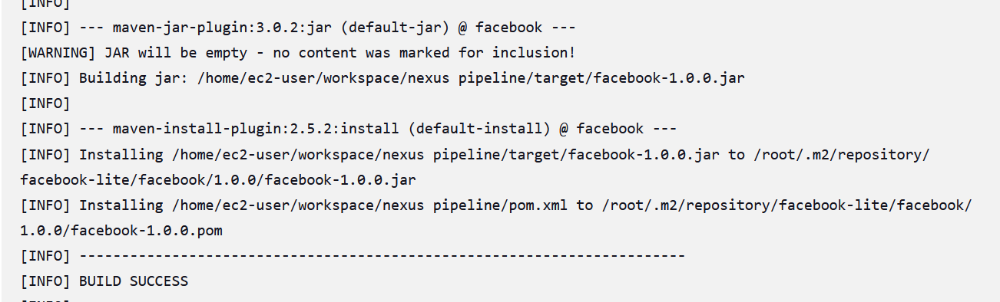 [INFO]
[INFO] --- maven-jar-plugin:3.0.2:jar (default-jar) @ facebook ---
[WARNING] JAR will be empty - no content was marked for inclusion!
[INFO] Building jar: /home/ec2-user/workspace/nexus pipeline/target/facebook-1.0.0.jar
[INFO]
[INFO] --- maven-install-plugin:2.5.2:install (default-install) @ facebook ---
[INFO] Installing /home/ec2-user/workspace/nexus pipeline/target/facebook-1.0.0.jar to /root/.m2/repository/
facebook-lite/facebook/1.0.0/facebook-1.0.0.jar
[INFO] Installing /home/ec2-user/workspace/nexus pipeline/pom.xml to /root/.m2/repository/facebook-lite/facebook/
1.0.0/facebook-1.0.0.pom
[INFO] ------------------------------------------------------------------------
[INFO] BUILD SUCCESS